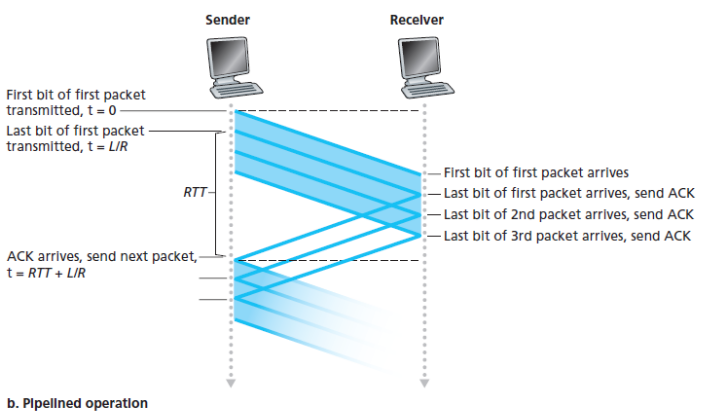 Sender
Receiver
First bit of first packet
transmitted, t = 0
Last bit of first packet
transmitted, t = L/R
First bit of first packet arrives
RTT
Last bit of first packet arrives, send ACK
Last bit of 2nd packet arrives, send ACK
Last bit of 3rd packet arrives, send ACK
ACK arrives, send next packet,
t = RTT + L/R
b. Pipelined operation